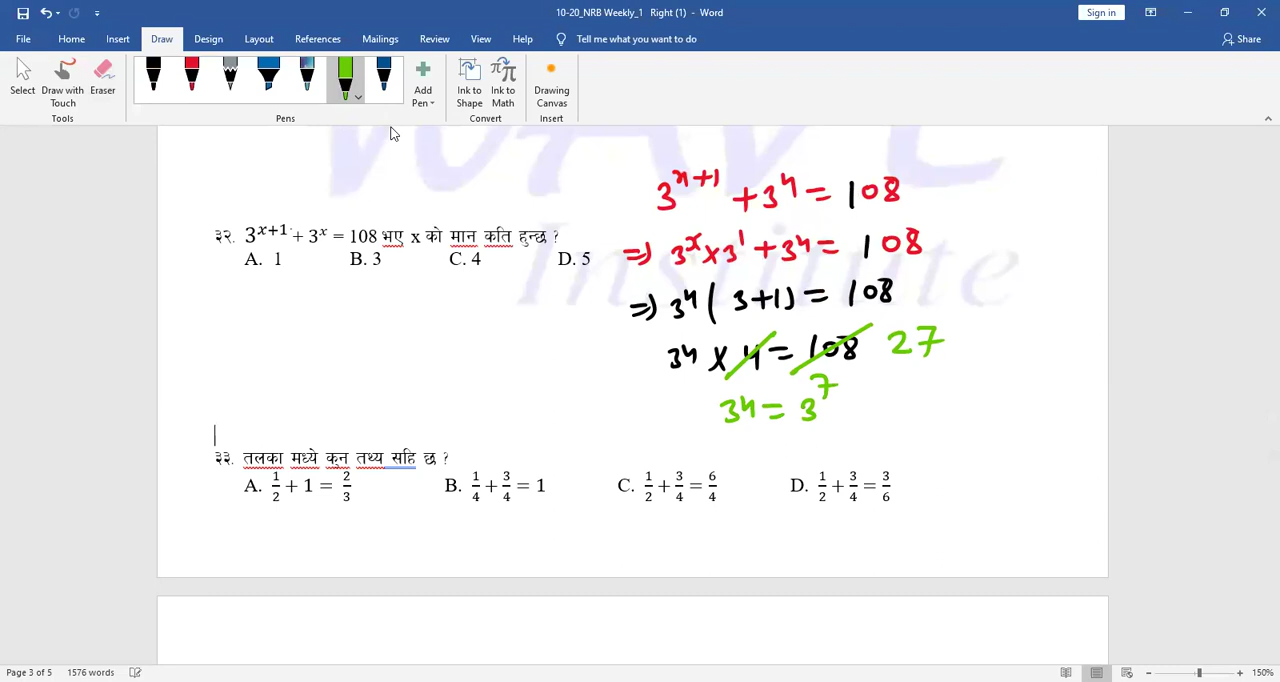 10-20_NRB Weekly_1 Right (1) - Word
Sign in
File Home Insert Draw Design Layout References Mailings Review View Help Tell me what you want to do Share
Select Draw with Touch Eraser Add Pen Ink to Shape Ink to Math Drawing Canvas
Tools Pens Convert Insert
WAVE
Institute
३२. 3^{x+1} + 3^x = 108 भए x को मान कति हुन्छ ?
A. 1 B. 3 C. 4 D. 5
3^{x+1} + 3^x = 108
⇒ 3^x × 3^1 + 3^x = 108
⇒ 3^x ( 3+1) = 108
3^x × 4 = 108 27
3^x = 3^7
३३. तलका मध्ये कुन तथ्य सहि छ ?
A. 1/2 + 1 = 2/3 B. 1/4 + 3/4 = 1 C. 1/2 + 3/4 = 6/4 D. 1/2 + 3/4 = 3/6
Page 3 of 5 1576 words 150%